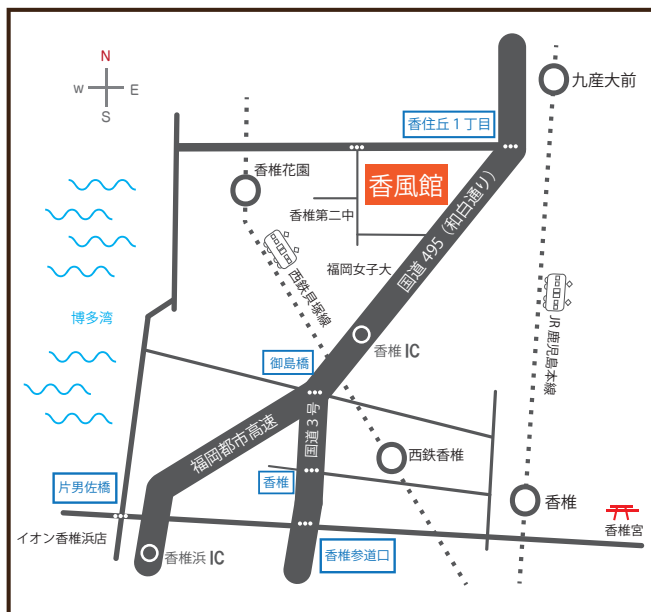 N
W E
S
九産大前
香住丘1丁目
香椎花園
香風館
香椎第二中
国道 495 (和白通り)
福岡女子大
西鉄貝塚線
JR 鹿児島本線
博多湾
香椎 IC
御島橋
国道3号
福岡都市高速
西鉄香椎
香椎
片男佐橋
香椎
香椎宮
イオン香椎浜店
香椎浜 IC
香椎参道口